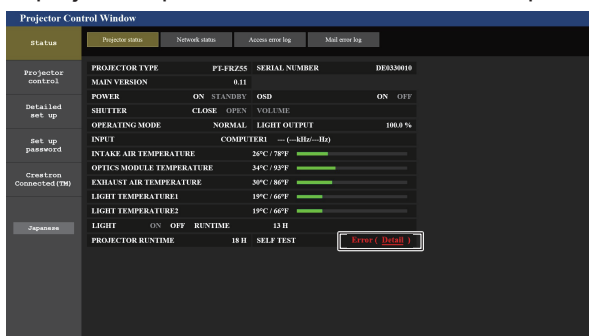 Projector Control Window
Status
Projector status
Network status
Access error log
Mail error log
Projector
control
Detailed
set up
Set up
password
Crestron
Connected(TM)
Japanese
PROJECTOR TYPE PT-FRZ55 SERIAL NUMBER DE0330010
MAIN VERSION 0.11
POWER ON STANDBY OSD ON OFF
SHUTTER CLOSE OPEN VOLUME
OPERATING MODE NORMAL LIGHT OUTPUT 100.0 %
INPUT COMPUTER1 --- (---kHz/---Hz)
INTAKE AIR TEMPERATURE 26°C / 78°F
OPTICS MODULE TEMPERATURE 34°C / 93°F
EXHAUST AIR TEMPERATURE 30°C / 86°F
LIGHT TEMPERATURE1 19°C / 66°F
LIGHT TEMPERATURE2 19°C / 66°F
LIGHT ON OFF RUNTIME 13 H
PROJECTOR RUNTIME 18 H SELF TEST Error ( Detail )